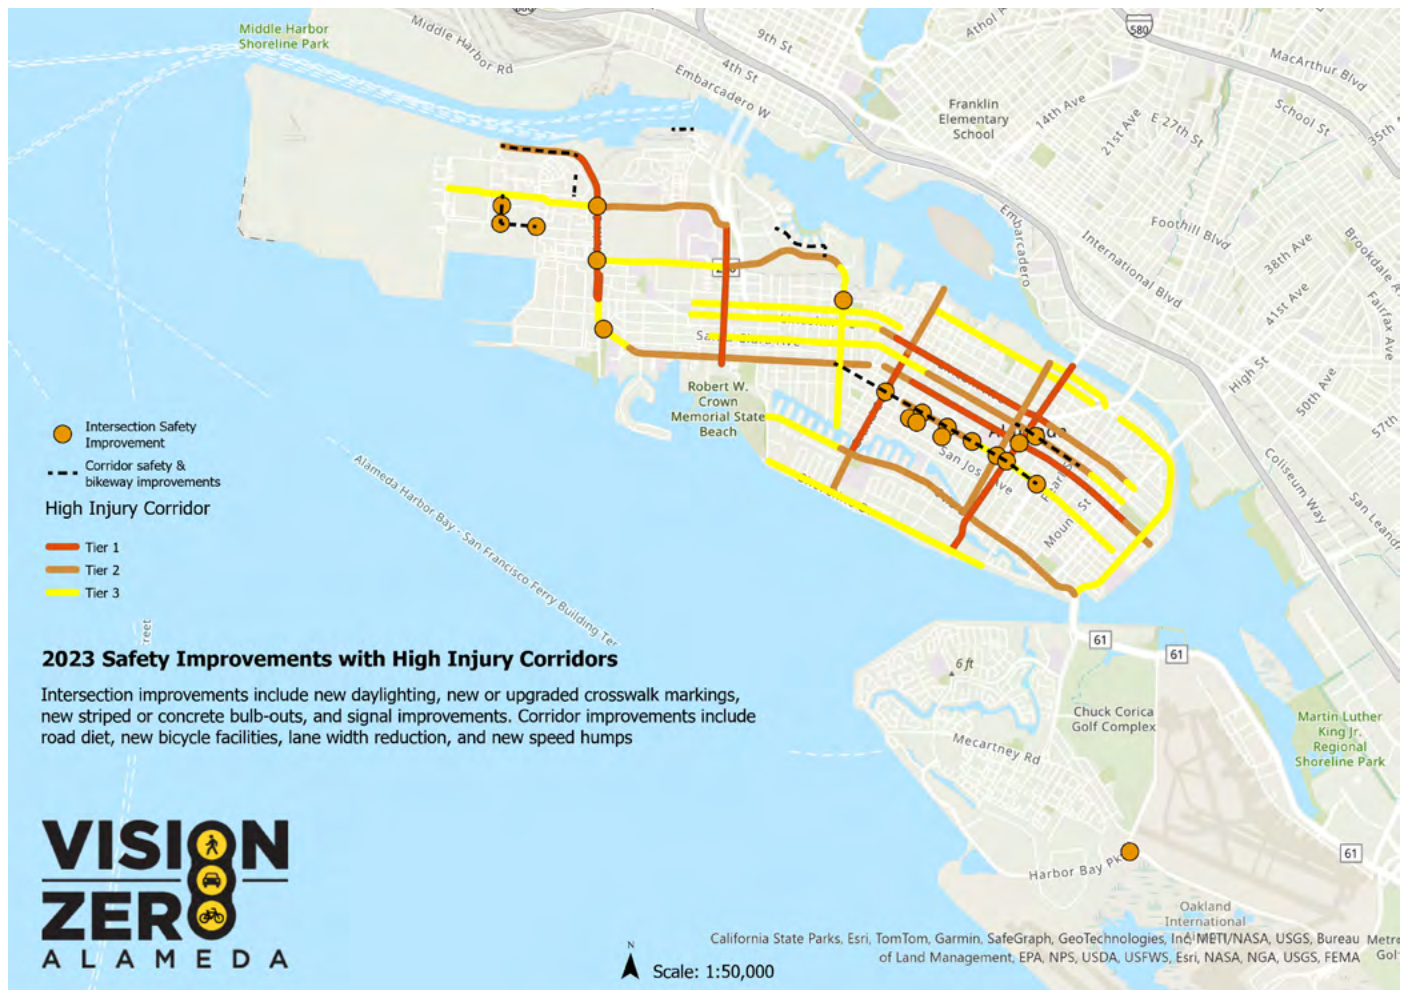 Middle Harbor
Shoreline Park
Middle Harbor Rd
9th St
4th St
Embarcadero W
Athol
580
MacArthur Blvd
School St
35th
Franklin
Elementary
School
14th Ave
21st Ave
E 27th St
Foothill Blvd
International Blvd
Embarcadero
38th Ave
41st Ave
Brookdale
Fairfax Ave
High St
50th Ave
57th
Coliseum Way
San Leand
Robert W.
Crown
Memorial State
Beach
San Jos Ave
Moun St
Alameda Harbor Bay - San Francisco Ferry Building Ter
reet
Intersection Safety
Improvement
Corridor safety &
bikeway improvements
High Injury Corridor
Tier 1
Tier 2
Tier 3
2023 Safety Improvements with High Injury Corridors
Intersection improvements include new daylighting, new or upgraded crosswalk markings,
new striped or concrete bulb-outs, and signal improvements. Corridor improvements include
road diet, new bicycle facilities, lane width reduction, and new speed humps
61
61
6 ft
Chuck Corica
Golf Complex
Mecartney Rd
Martin Luther
King Jr.
Regional
Shoreline Park
61
Harbor Bay Pk
Oakland
International
VISION
ZERO
ALAMEDA
N
Scale: 1:50,000
California State Parks, Esri, TomTom, Garmin, SafeGraph, GeoTechnologies, Inc, METI/NASA, USGS, Bureau
of Land Management, EPA, NPS, USDA, USFWS, Esri, NASA, NGA, USGS, FEMA
Metro
Gol